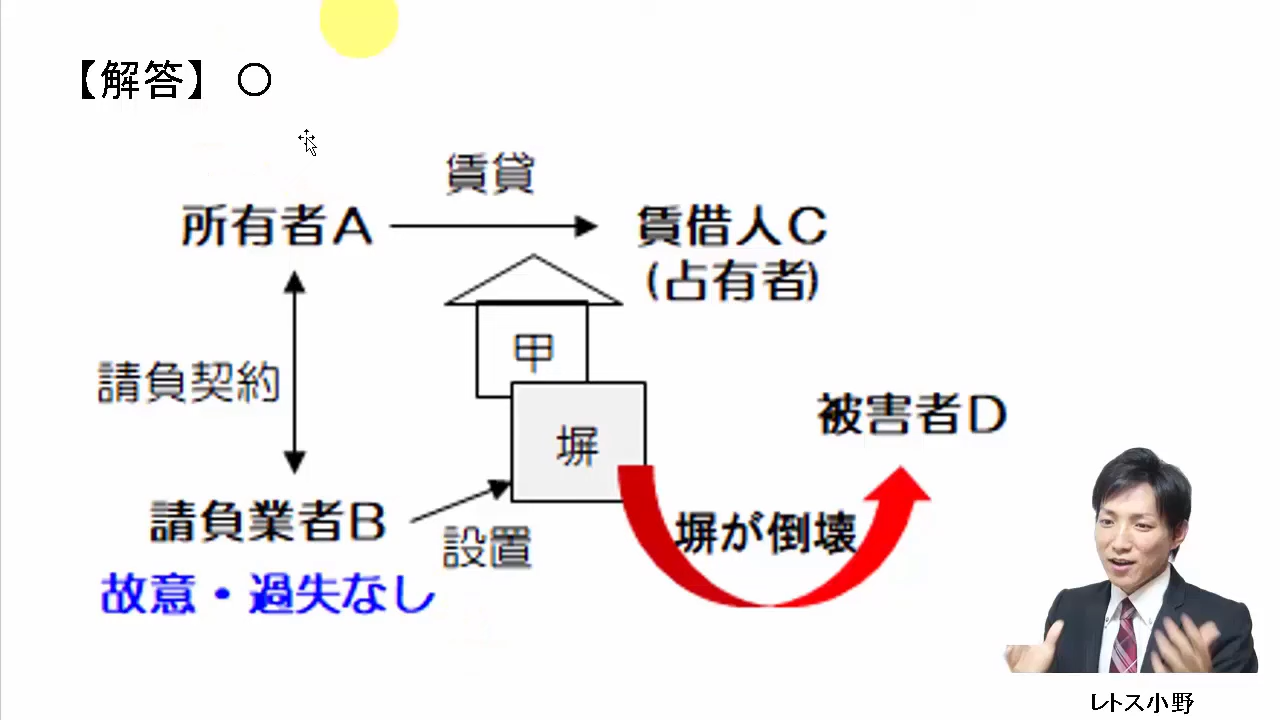 【解答】 ○
賃貸
所有者A
賃借人C
(占有者)
甲
請負契約
塀
被害者D
請負業者B
設置
塀が倒壊
故意・過失なし
レトス小野